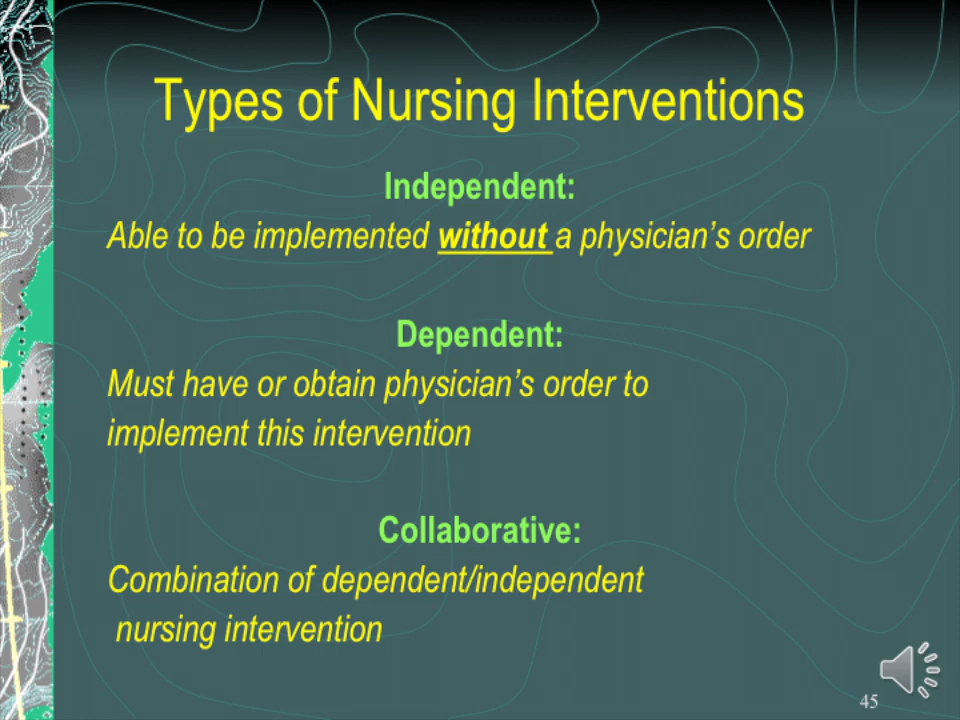 Types of Nursing Interventions
Independent:
Able to be implemented without a physician’s order
Dependent:
Must have or obtain physician’s order to
implement this intervention
Collaborative:
Combination of dependent/independent
nursing intervention
45